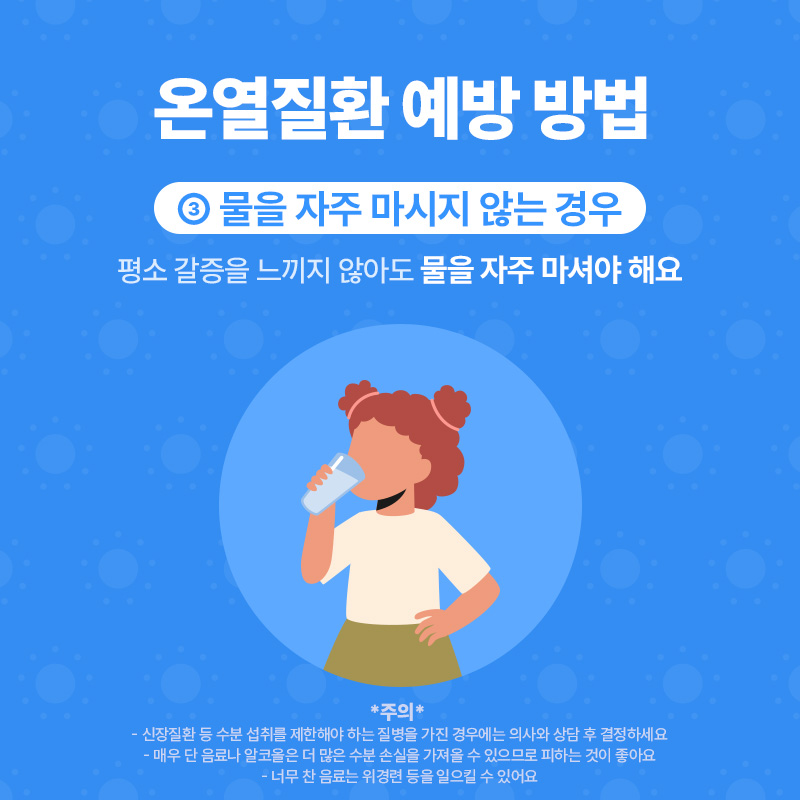 온열질환 예방 방법
③ 물을 자주 마시지 않는 경우
평소 갈증을 느끼지 않아도 물을 자주 마셔야 해요
*주의*
- 신장질환 등 수분 섭취를 제한해야 하는 질병을 가진 경우에는 의사와 상담 후 결정하세요
- 매우 단 음료나 알코올은 더 많은 수분 손실을 가져올 수 있으므로 피하는 것이 좋아요
- 너무 찬 음료는 위경련 등을 일으킬 수 있어요